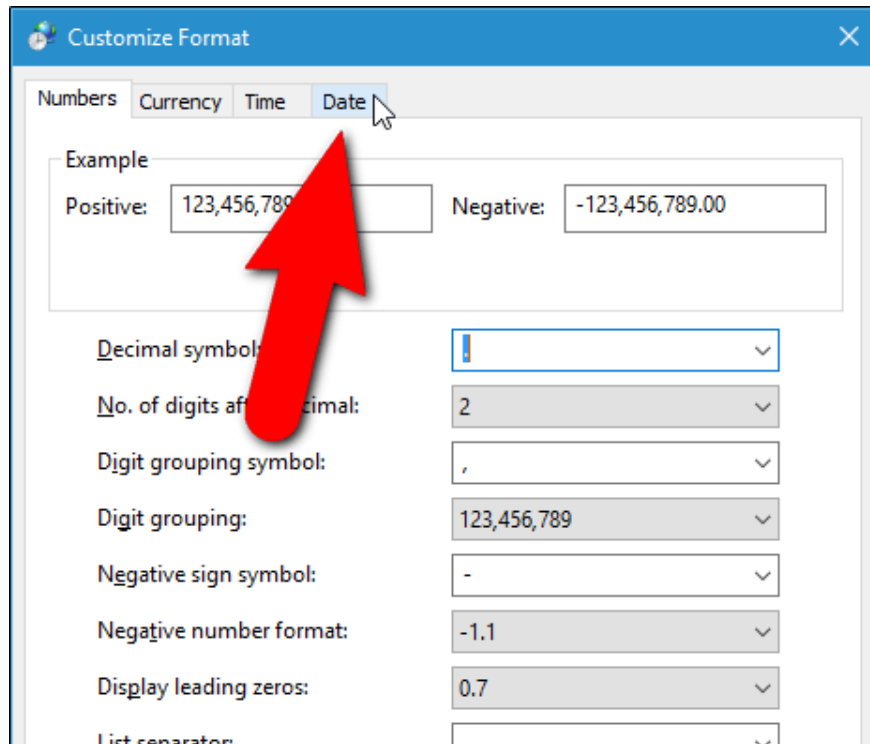 Customize Format
Numbers Currency Time Date
Example
Positive: 123,456,789 Negative: -123,456,789.00
Decimal symbol: .
No. of digits aft cimal: 2
Digit grouping symbol: ,
Digit grouping: 123,456,789
Negative sign symbol: -
Negative number format: -1.1
Display leading zeros: 0.7
List separator: